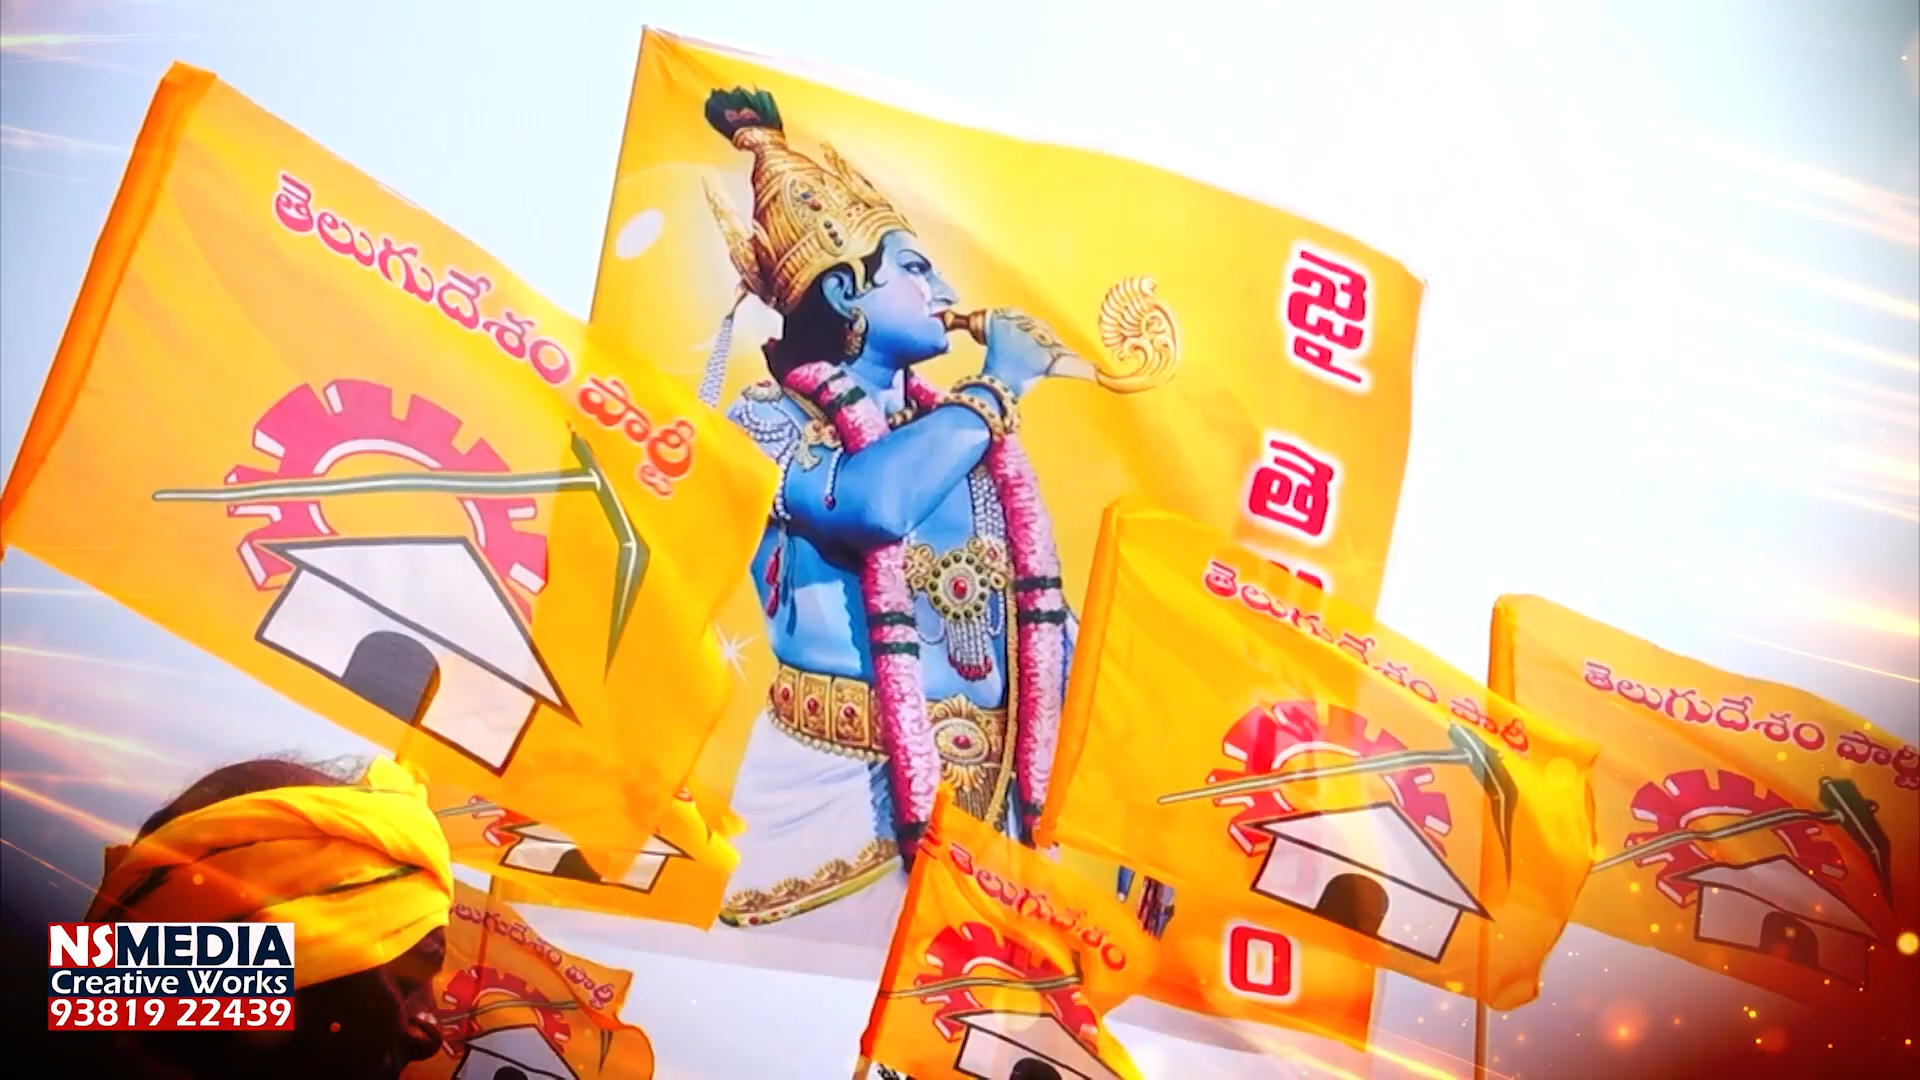 తెలుగుదేశం పార్టీ
జై
తె
ం
తెలుగుదేశం పార్టీ
తెలుగుదేశం పార్టీ
తెలుగుదేశం
లుగుదేశం పార్టీ
NSMEDIA
Creative Works
93819 22439